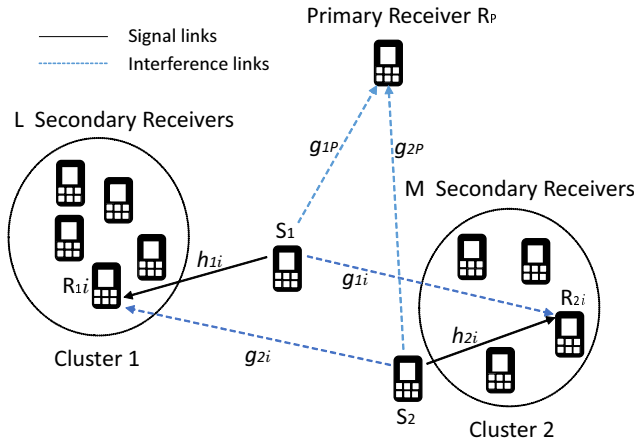 Primary Receiver RP
Signal links
Interference links
L Secondary Receivers
g1P
g2P
M Secondary Receivers
S1
h1i
g1i
R1i
R2i
h2i
g2i
Cluster 1
S2
Cluster 2